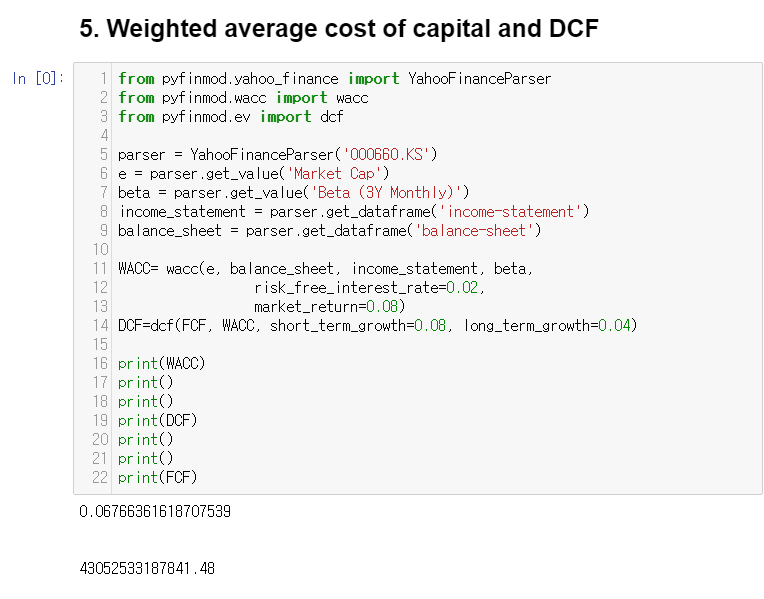 5. Weighted average cost of capital and DCF
In [0]:
1 from pyfinmod.yahoo_finance import YahooFinanceParser
2 from pyfinmod.wacc import wacc
3 from pyfinmod.ev import dcf
4
5 parser = YahooFinanceParser('000660.KS')
6 e = parser.get_value('Market Cap')
7 beta = parser.get_value('Beta (3Y Monthly)')
8 income_statement = parser.get_dataframe('income-statement')
9 balance_sheet = parser.get_dataframe('balance-sheet')
10
11 WACC= wacc(e, balance_sheet, income_statement, beta,
12 risk_free_interest_rate=0.02,
13 market_return=0.08)
14 DCF=dcf(FCF, WACC, short_term_growth=0.08, long_term_growth=0.04)
15
16 print(WACC)
17 print()
18 print()
19 print(DCF)
20 print()
21 print()
22 print(FCF)
0.06766361618707539
43052533187841.48